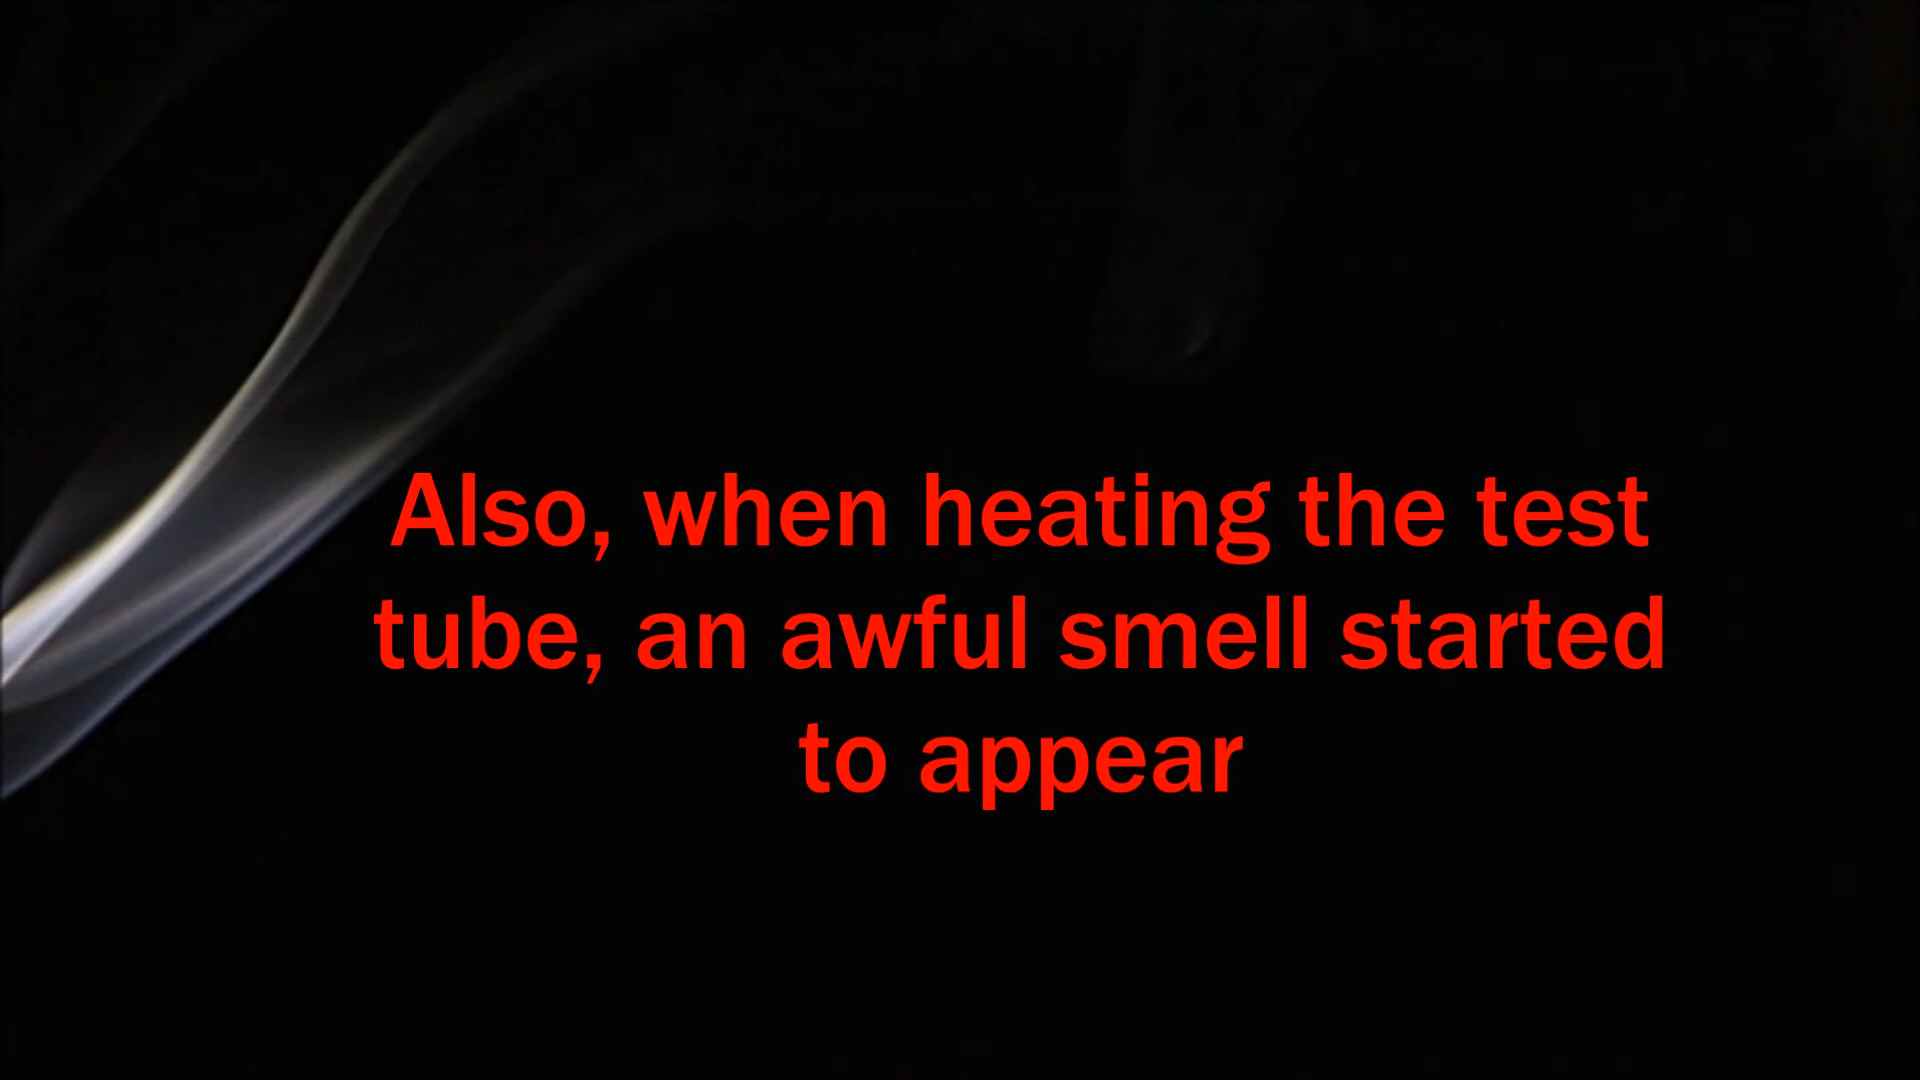 Also, when heating the test
tube, an awful smell started
to appear